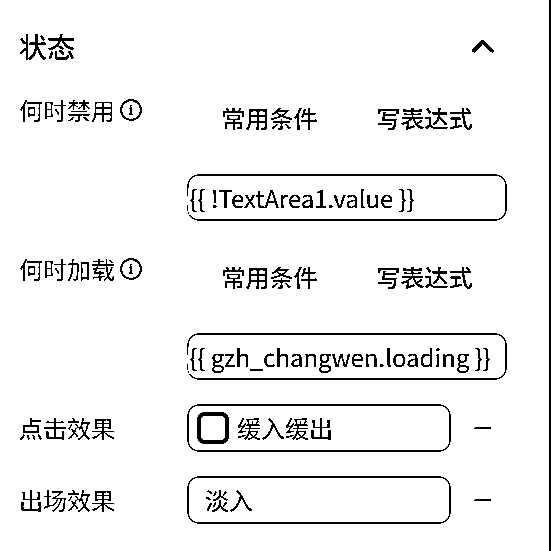 状态
何时禁用 常用条件 写表达式
{{ !TextArea1.value }}
何时加载 常用条件 写表达式
{{ gzh_changwen.loading }}
点击效果 缓入缓出
出场效果 淡入